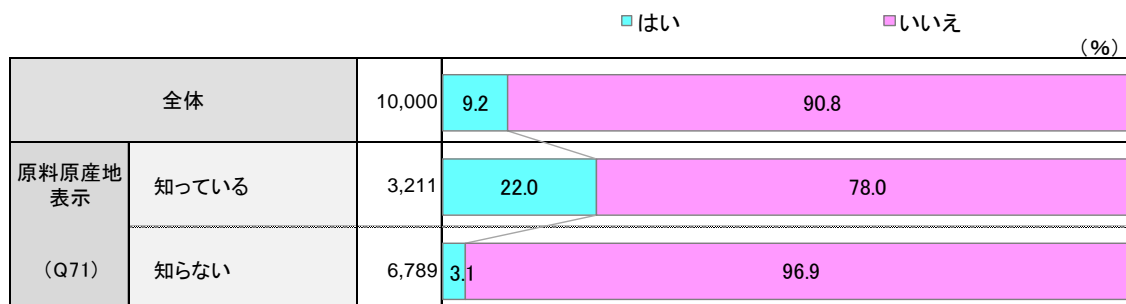 はい いいえ
（%）
全体 10,000 9.2 90.8
原料原産地
表示
知っている 3,211 22.0 78.0
（Q71） 知らない 6,789 3.1 96.9